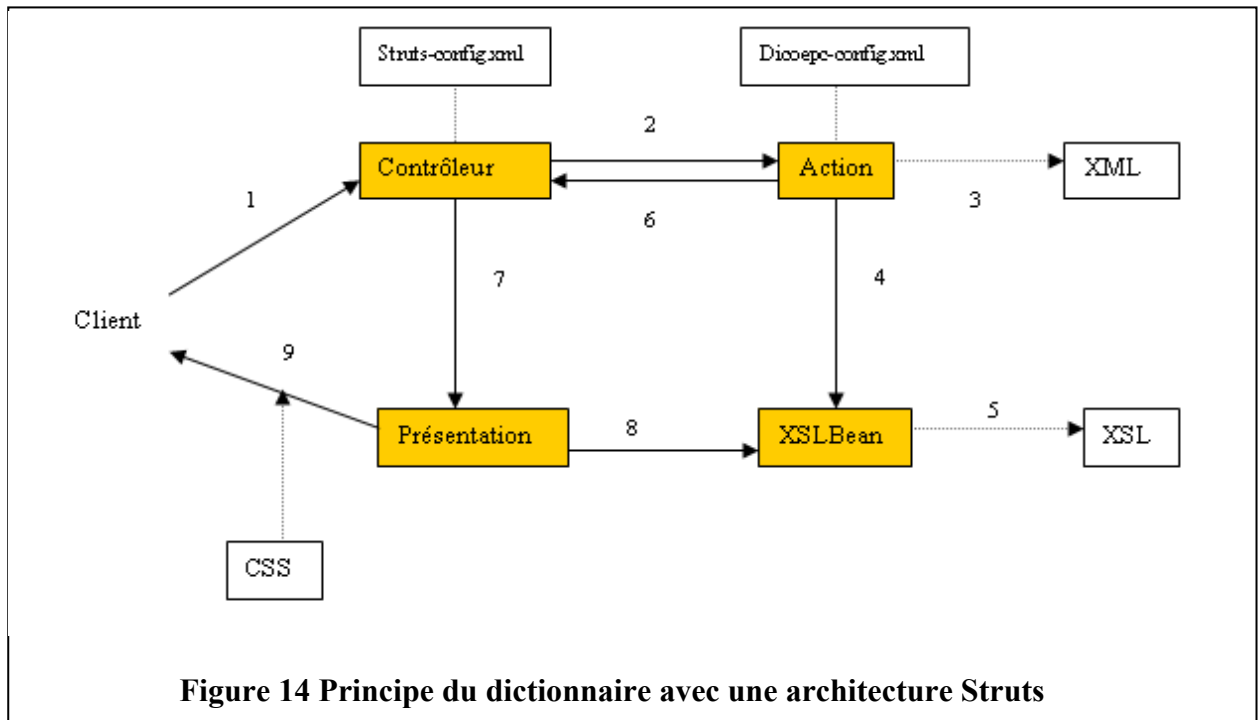 Struts-config.xml
Dicoepc-config.xml
2
Contrôleur
Action
XML
1
3
6
7
4
Client
9
Présentation
8
XSLBean
5
XSL
CSS
Figure 14 Principe du dictionnaire avec une architecture Struts